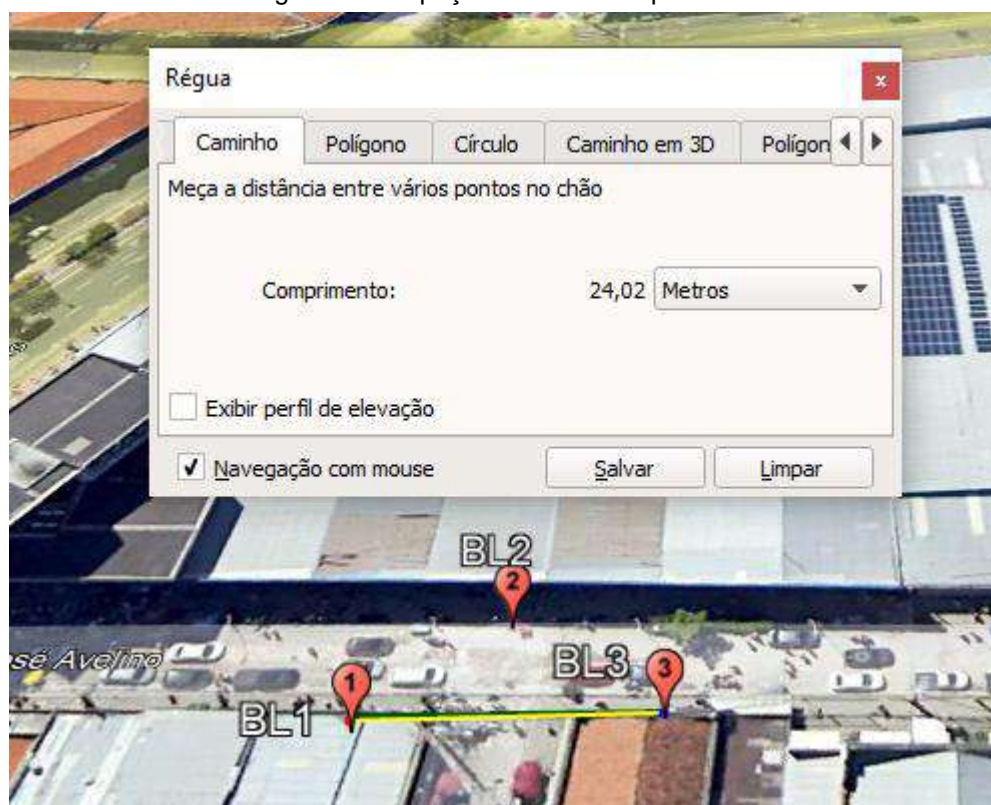 Régua
x
Caminho Polígono Círculo Caminho em 3D Polígon
Meça a distância entre vários pontos no chão
Comprimento: 24,02 Metros
Exibir perfil de elevação
Navegação com mouse Salvar Limpar
BL2
2
sé Avelino
BL3 3
1
BL1